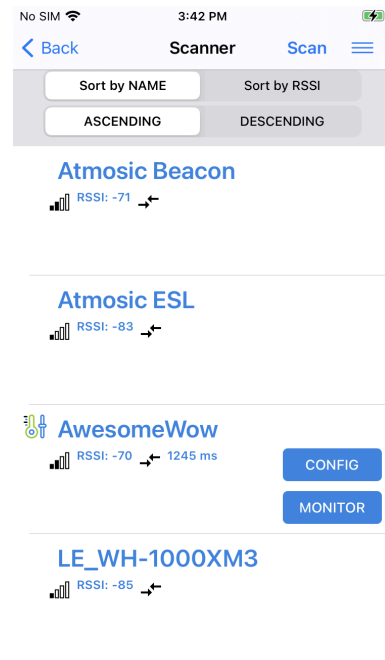 No SIM 3:42 PM
Back Scanner Scan
Sort by NAME Sort by RSSI
ASCENDING DESCENDING
Atmosic Beacon
RSSI: -71
Atmosic ESL
RSSI: -83
AwesomeWow
RSSI: -70 1245 ms
CONFIG
MONITOR
LE_WH-1000XM3
RSSI: -85